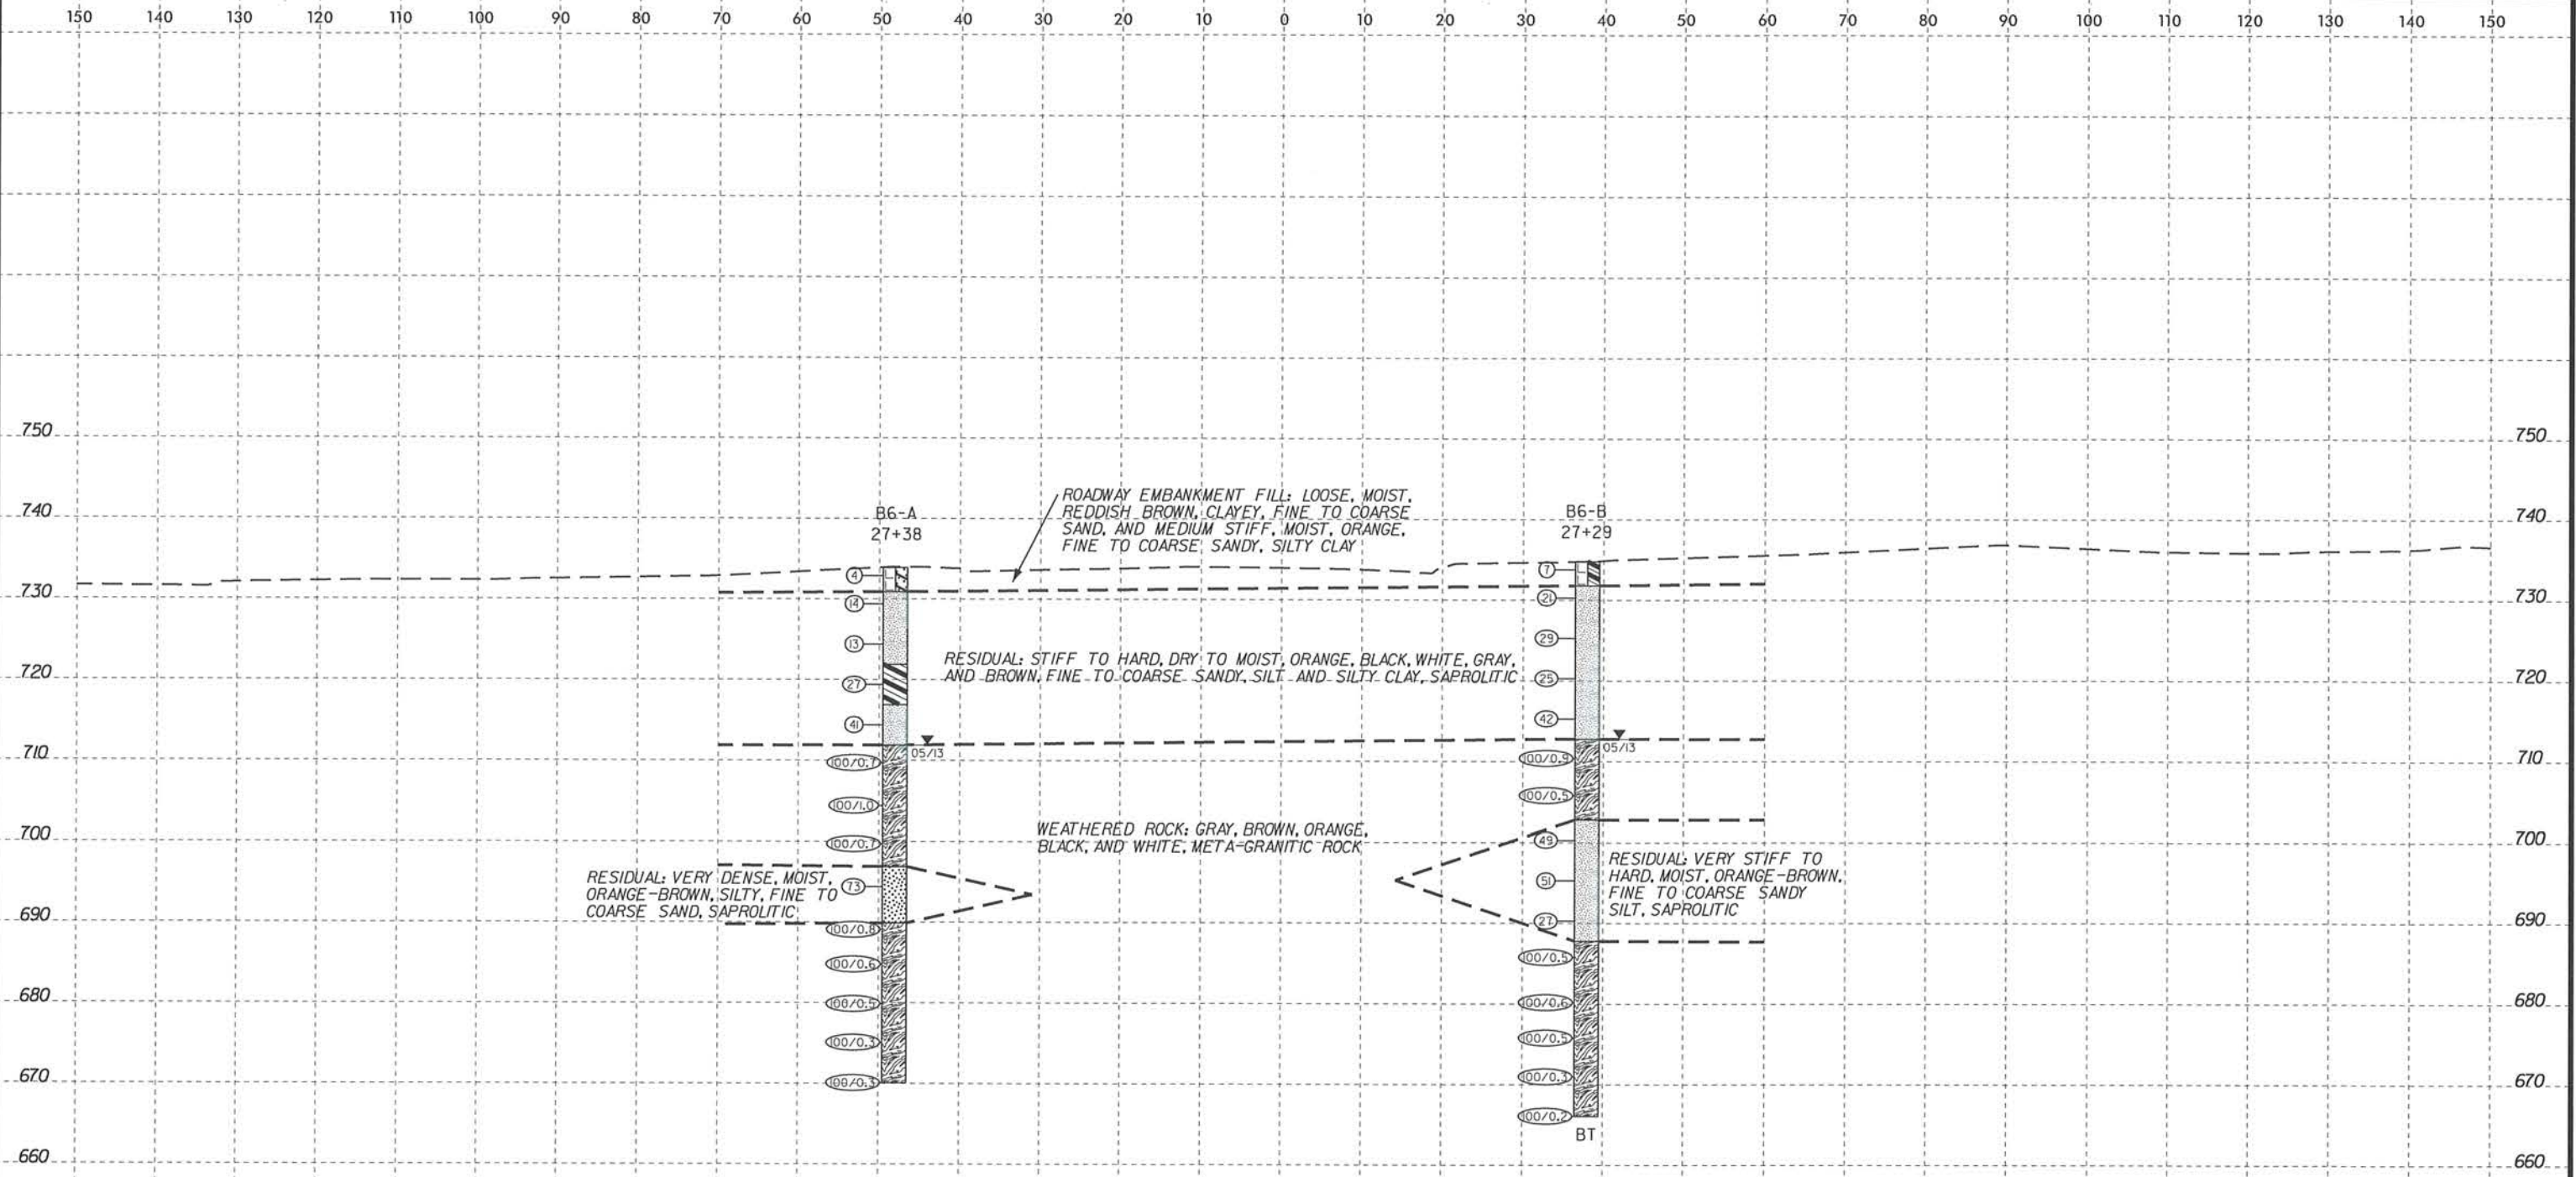 150 140 130 120 110 100 90 80 70 60 50 40 30 20 10 0 10 20 30 40 50 60 70 80 90 100 110 120 130 140 150
750 750
740 740
B6-A
27+38
ROADWAY EMBANKMENT FILL: LOOSE, MOIST,
REDDISH BROWN, CLAYEY, FINE TO COARSE
SAND, AND MEDIUM STIFF, MOIST, ORANGE,
FINE TO COARSE SANDY, SILTY CLAY
B6-B
27+29
4
7
730 730
14
21
13
29
RESIDUAL: STIFF TO HARD, DRY TO MOIST, ORANGE, BLACK, WHITE, GRAY,
AND BROWN, FINE TO COARSE SANDY, SILT AND SILTY CLAY, SAPROLITIC
720 720
27
25
41
42
05/13
05/13
710 710
100/0.7
100/0.9
100/1.0
100/0.5
700 700
WEATHERED ROCK: GRAY, BROWN, ORANGE,
BLACK, AND WHITE, META-GRANITIC ROCK
100/0.7
49
RESIDUAL: VERY DENSE, MOIST,
ORANGE-BROWN, SILTY, FINE TO
COARSE SAND, SAPROLITIC
73
51
RESIDUAL: VERY STIFF TO
HARD, MOIST, ORANGE-BROWN,
FINE TO COARSE SANDY
SILT, SAPROLITIC
690 690
27
100/0.8
100/0.6
100/0.5
680 680
100/0.5
100/0.6
100/0.3
100/0.5
670 670
100/0.3
100/0.3
100/0.2
BT
660 660